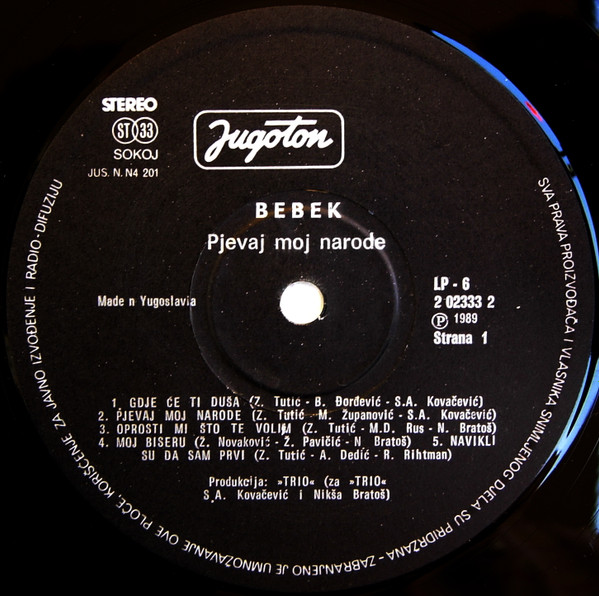 STEREO
ST 33
SOKOJ
JUS. N. N4 201
Jugoton
BEBEK
Pjevaj moj narode
Made n Yugoslavia
LP - 6
2 02333 2
Ⓟ 1989
Strana 1
1. GDJE ĆE TI DUŠA (Z. Tutić - B. Đorđević - S.A. Kovačević)
2. PJEVAJ MOJ NARODE (Z. Tutić - M. Županović - S.A. Kovačević)
3. OPROSTI MI ŠTO TE VOLIM (Z. Tutić - M.D. Rus - N. Bratoš)
4. MOJ BISERU (Ž. Novaković - Ž. Pavičić - N Bratoš) 5. NAVIKLI
SU DA SAM PRVI (Z. Tutić - A. Dedić - R. Rihtman)
Produkcija: »TRIO« (za »TRIO«
S.A. Kovačević i Nikša Bratoš)
SVA PRAVA PROIZVOĐAČA I VLASNIKA SNIMLJENOG DJELA SU PRIDRŽANA - ZABRANJENO JE UMNOŽAVANJE OVE PLOČE, KORIŠĆENJE ZA JAVNO IZVOĐENJE I RADIO-DIFUZIJU